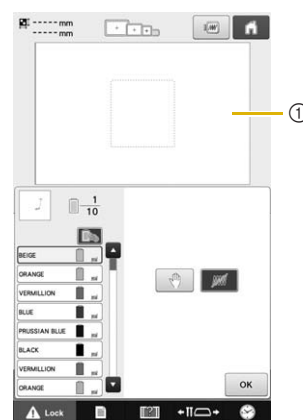 ------ mm
------ mm
①
1
10
BEIGE
ORANGE
VERMILLION
BLUE
PRUSSIAN BLUE
BLACK
VERMILLION
ORANGE
OK
Lock